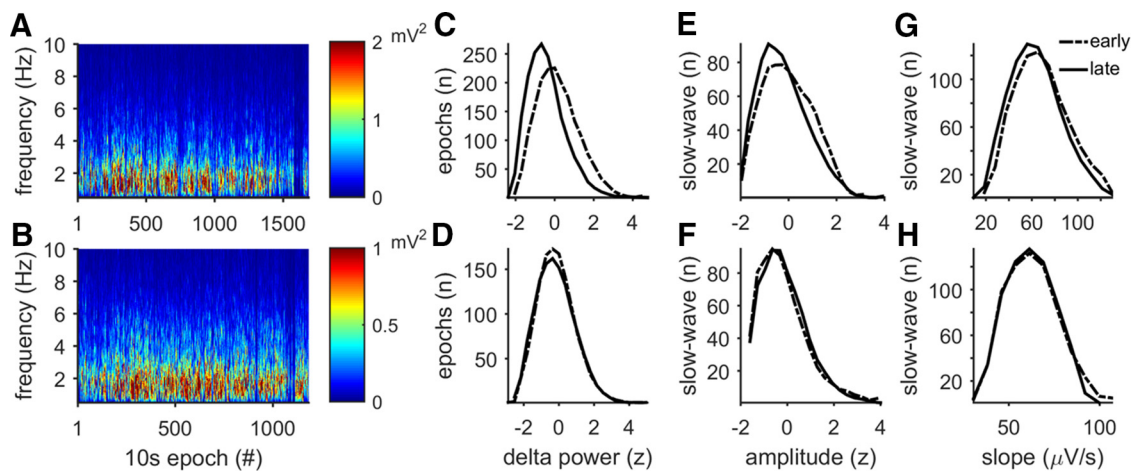 A
frequency (Hz)
10
8
6
4
2
1
500
1000
1500
mV²
2
1
0
B
frequency (Hz)
10
8
6
4
2
1
500
1000
10s epoch (#)
mV²
1
0.5
0
C
epochs (n)
250
200
150
100
50
-2
0
2
4
D
epochs (n)
150
100
50
-2
0
2
4
delta power (z)
E
slow-wave (n)
80
60
40
20
-2
0
2
4
F
slow-wave (n)
80
60
40
20
-2
0
2
4
amplitude (z)
G
early
late
slow-wave (n)
100
60
20
20
60
100
H
slow-wave (n)
100
60
20
50
100
slope (μV/s)